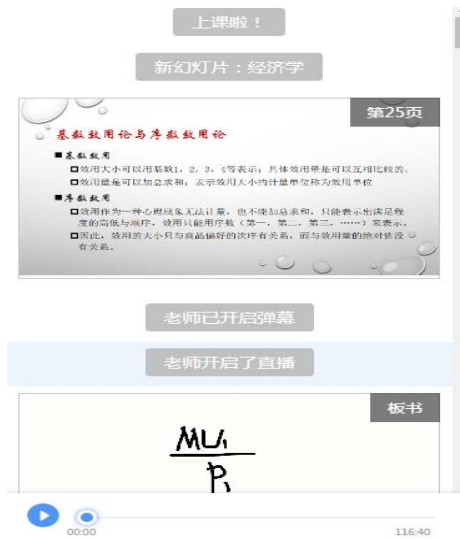 上课啦！
新幻灯片：经济学
第25页
基数效用论与序数效用论
■基数效用
□效用大小可以用基数1，2，3，4等表示，具体效用量是可以互相比较的。
□效用量是可以加总求和，表示效用大小的计量单位称为效用单位
■序数效用
□效用作为一种心理现象无法计量，也不能加总求和，只能表示出满足程
度的高低与顺序，效用只能用序数（第一，第二，第三，……）来表示。
□因此，效用的大小只与商品偏好的次序有关系，而与效用量的绝对值没
有关系。
老师已开启弹幕
老师开启了直播
板书
MU₁
P₁
00:00
116:40